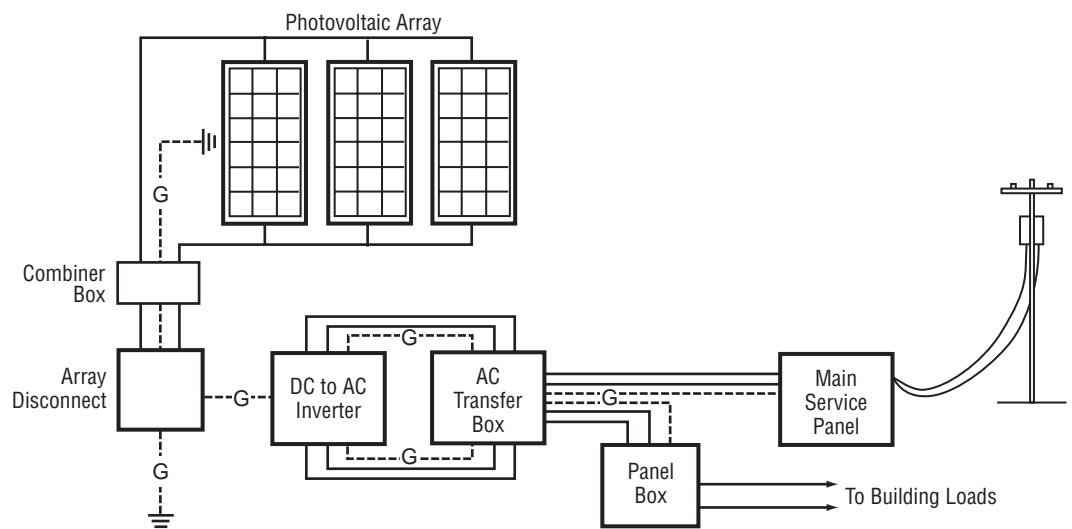 Photovoltaic Array
G
Combiner
Box
Array
Disconnect
G
DC to AC
Inverter
G
G
AC
Transfer
Box
G
Main
Service
Panel
G
Panel
Box
To Building Loads